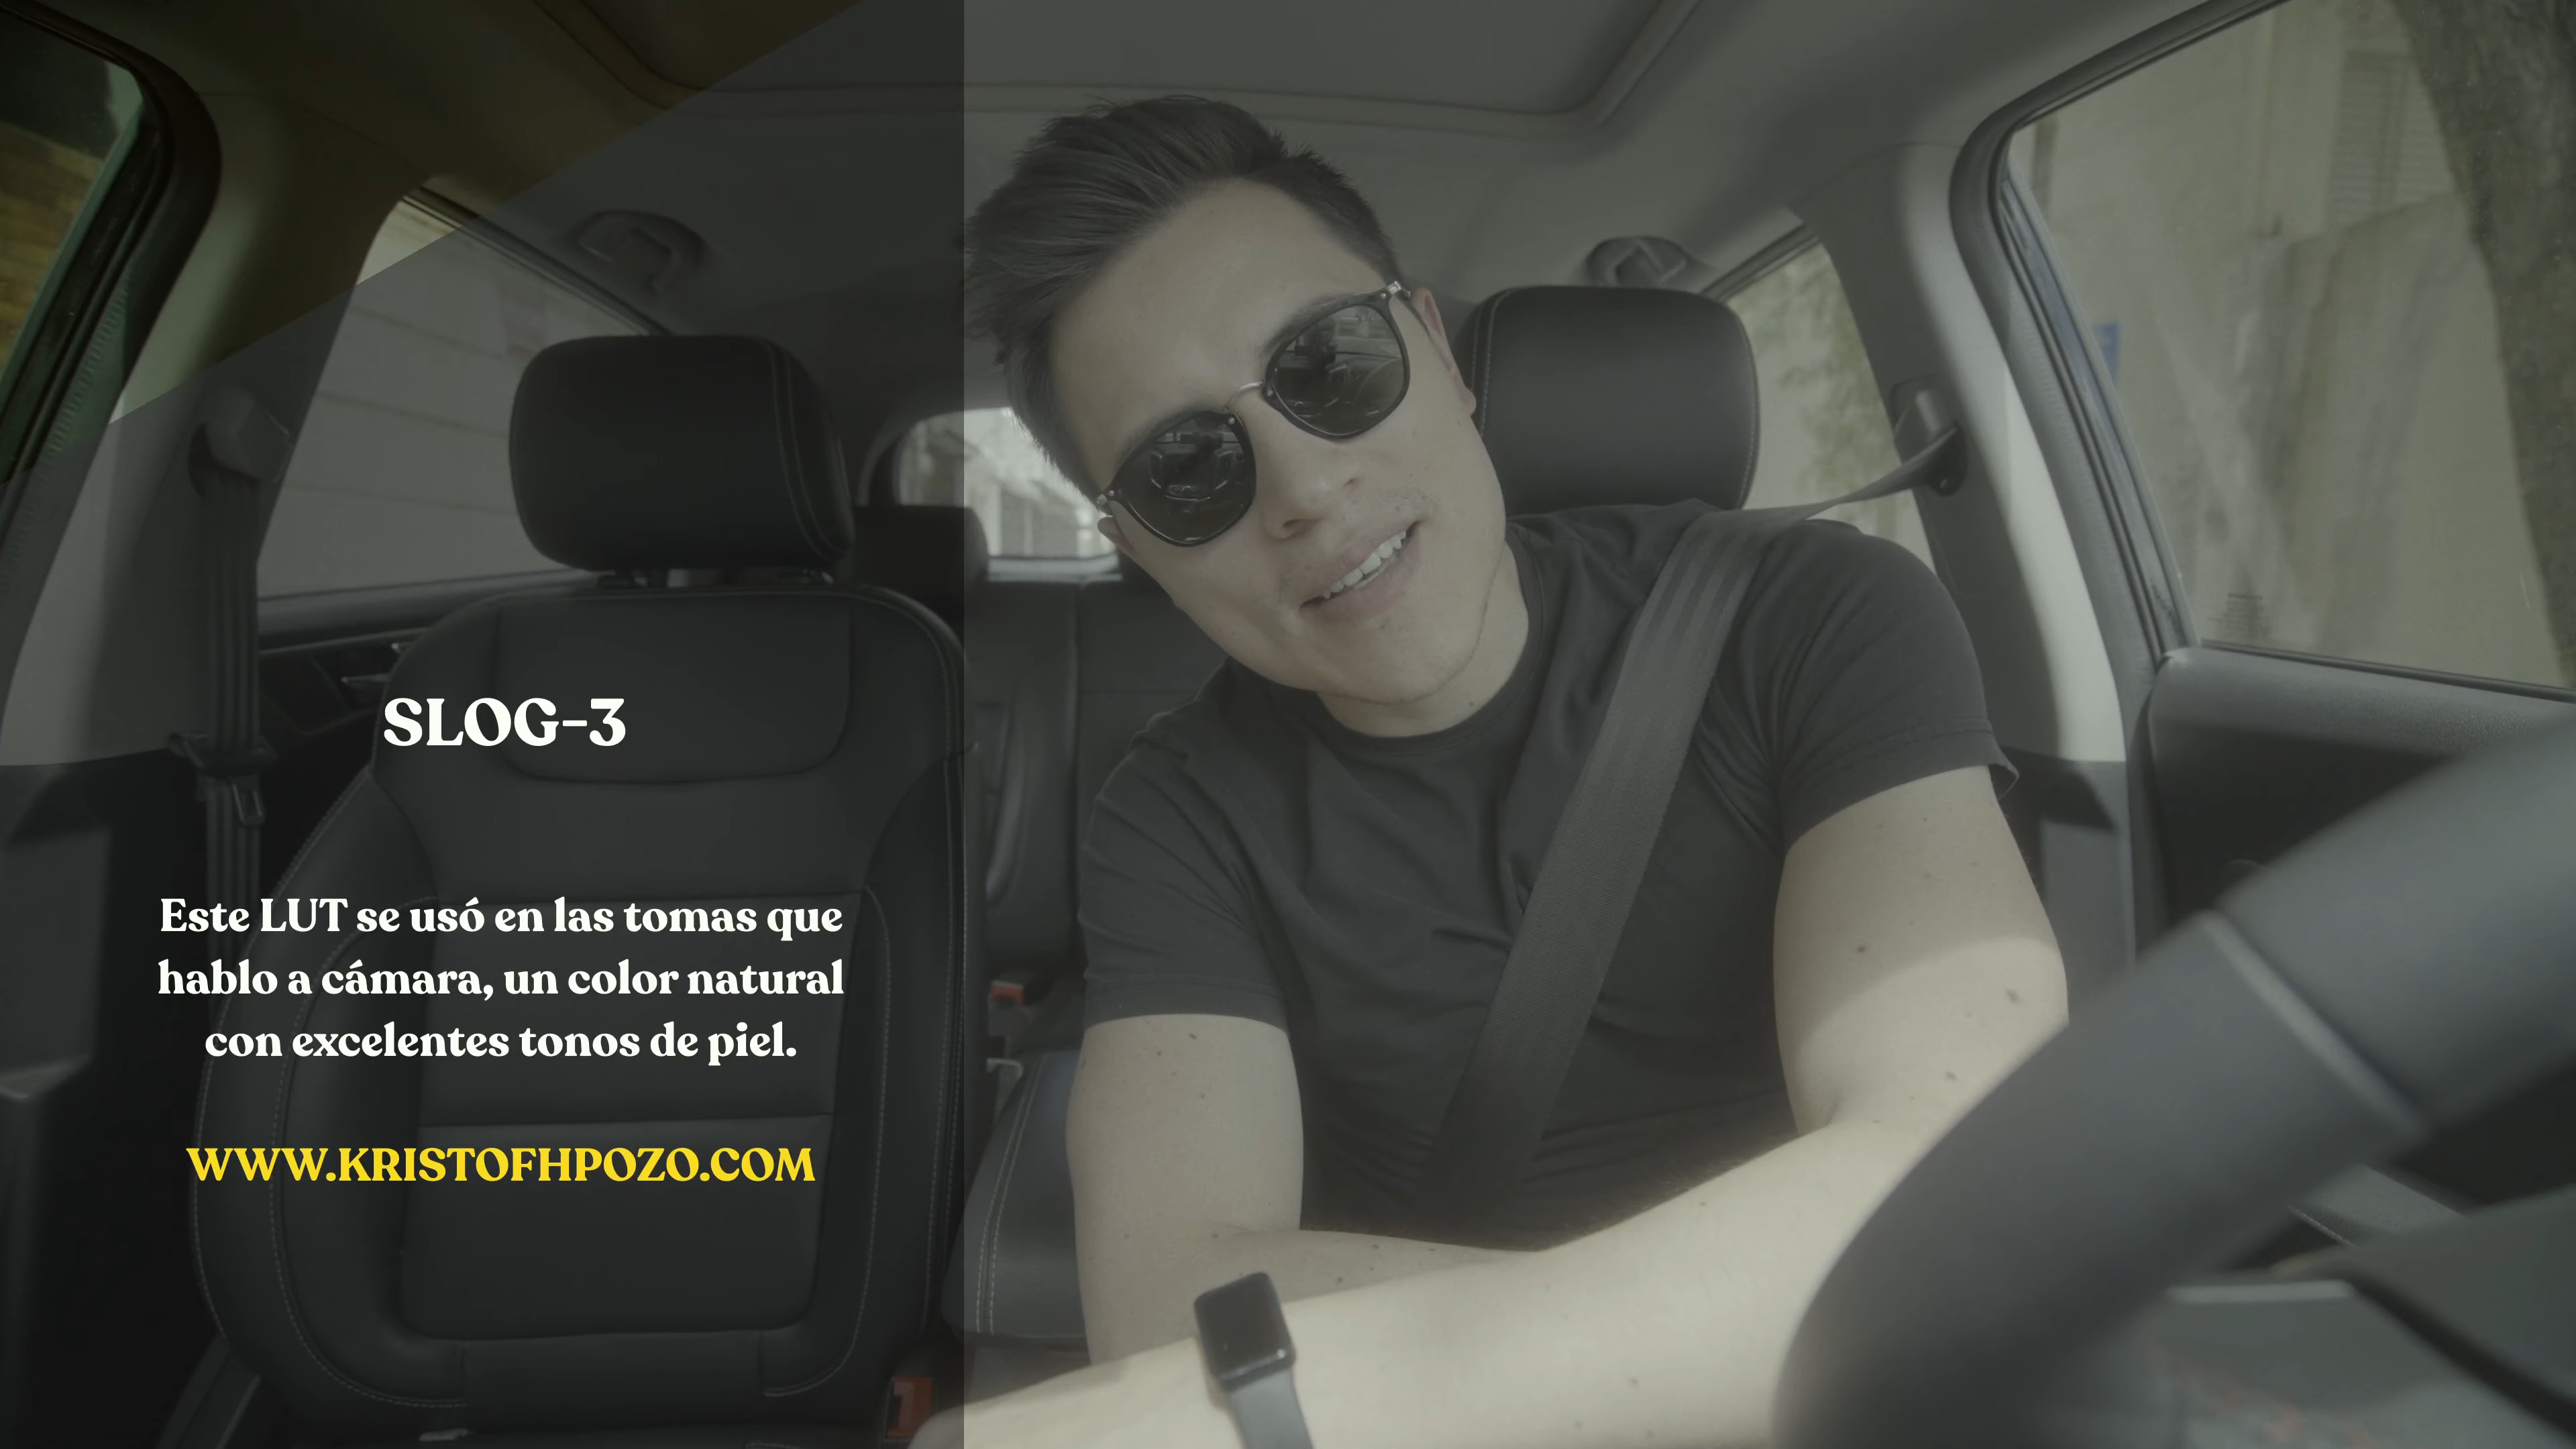 SLOG-3
Este LUT se usó en las tomas que
hablo a cámara, un color natural
con excelentes tonos de piel.
WWW.KRISTOFHPOZO.COM